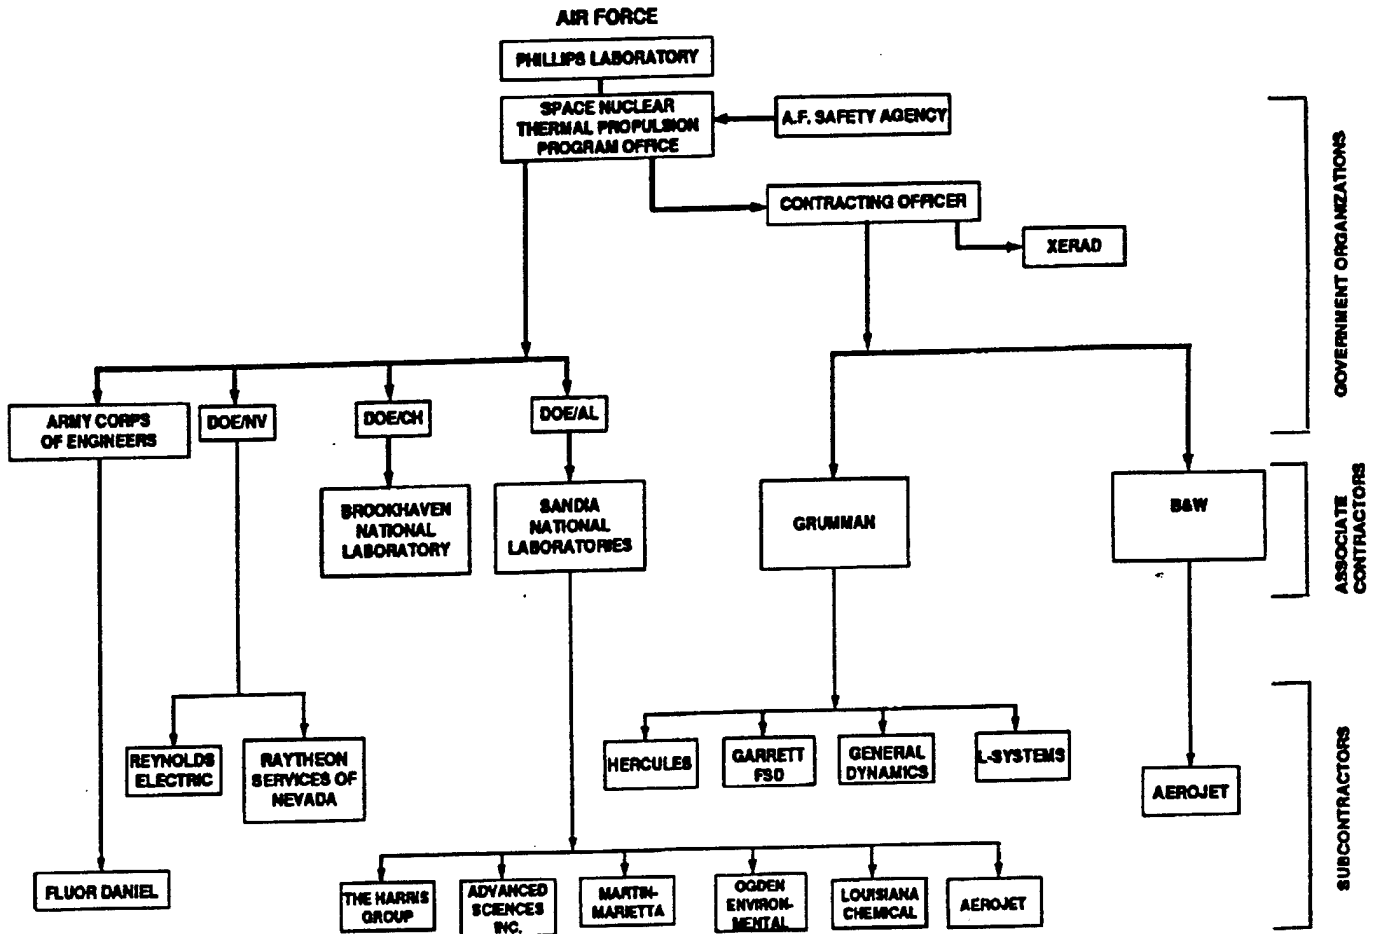 AIR FORCE
PHILLIPS LABORATORY
SPACE NUCLEAR
THERMAL PROPULSION
PROGRAM OFFICE
A.F. SAFETY AGENCY
CONTRACTING OFFICER
XERAD
GOVERNMENT ORGANIZATIONS
ARMY CORPS
OF ENGINEERS
DOE/NV
DOE/CH
DOE/AL
BROOKHAVEN
NATIONAL
LABORATORY
SANDIA
NATIONAL
LABORATORIES
GRUMMAN
B&W
ASSOCIATE
CONTRACTORS
REYNOLDS
ELECTRIC
RAYTHEON
SERVICES OF
NEVADA
HERCULES
GARRETT
FSD
GENERAL
DYNAMICS
L-SYSTEMS
AEROJET
SUBCONTRACTORS
FLUOR DANIEL
THE HARRIS
GROUP
ADVANCED
SCIENCES
INC.
MARTIN-
MARIETTA
OGDEN
ENVIRON-
MENTAL
LOUISIANA
CHEMICAL
AEROJET